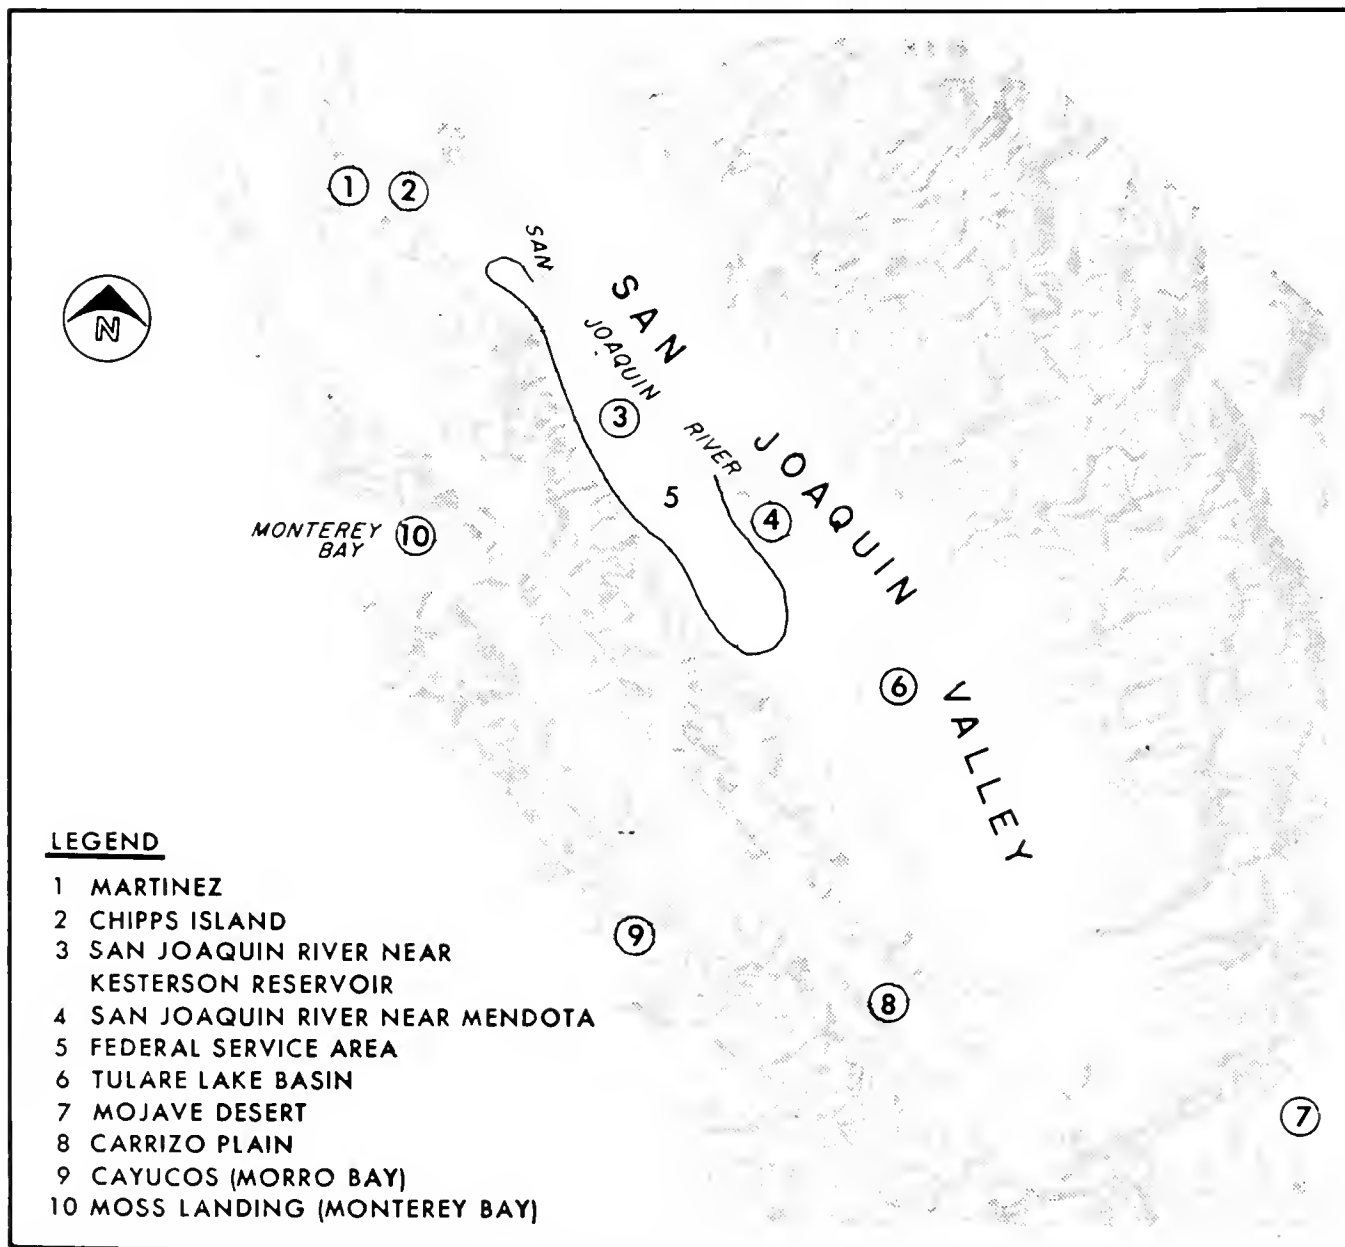 1
2
SAN
SAN
JOAQUIN
RIVER
JOAQUIN
VALLEY
N
3
5
4
MONTEREY
BAY
10
6
9
8
7
LEGEND
1 MARTINEZ
2 CHIPPS ISLAND
3 SAN JOAQUIN RIVER NEAR
KESTERSON RESERVOIR
4 SAN JOAQUIN RIVER NEAR MENDOTA
5 FEDERAL SERVICE AREA
6 TULARE LAKE BASIN
7 MOJAVE DESERT
8 CARRIZO PLAIN
9 CAYUCOS (MORRO BAY)
10 MOSS LANDING (MONTEREY BAY)